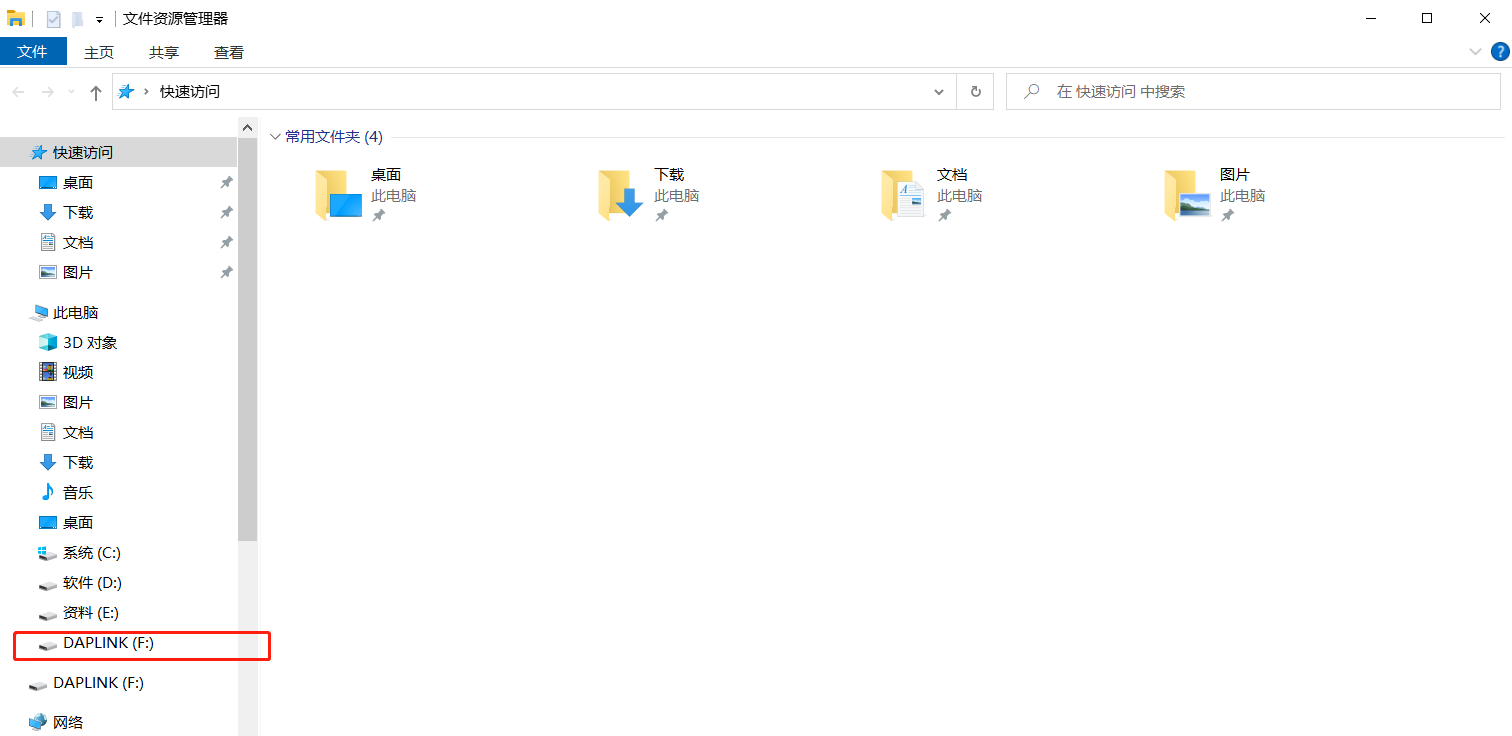 文件资源管理器
文件 主页 共享 查看
快速访问
在 快速访问 中搜索
快速访问
桌面
下载
文档
图片
此电脑
3D 对象
视频
图片
文档
下载
音乐
桌面
系统 (C:)
软件 (D:)
资料 (E:)
DAPLINK (F:)
DAPLINK (F:)
网络
常用文件夹 (4)
桌面
此电脑
下载
此电脑
文档
此电脑
图片
此电脑